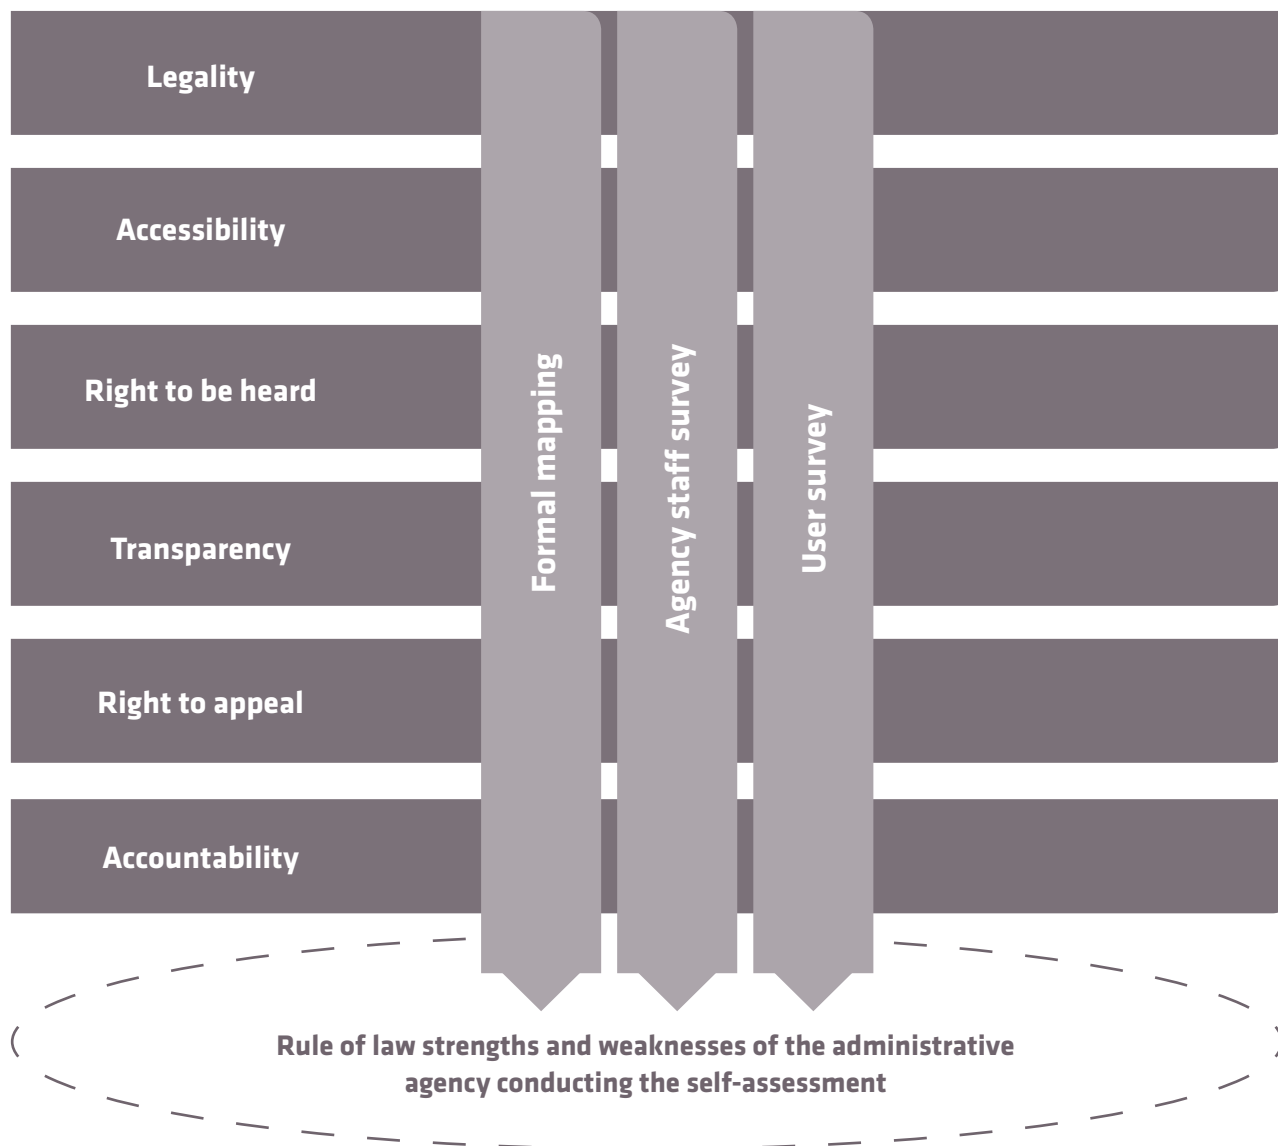 Legality
Accessibility
Right to be heard
Transparency
Right to appeal
Accountability
Formal mapping
Agency staff survey
User survey
Rule of law strengths and weaknesses of the administrative
agency conducting the self-assessment